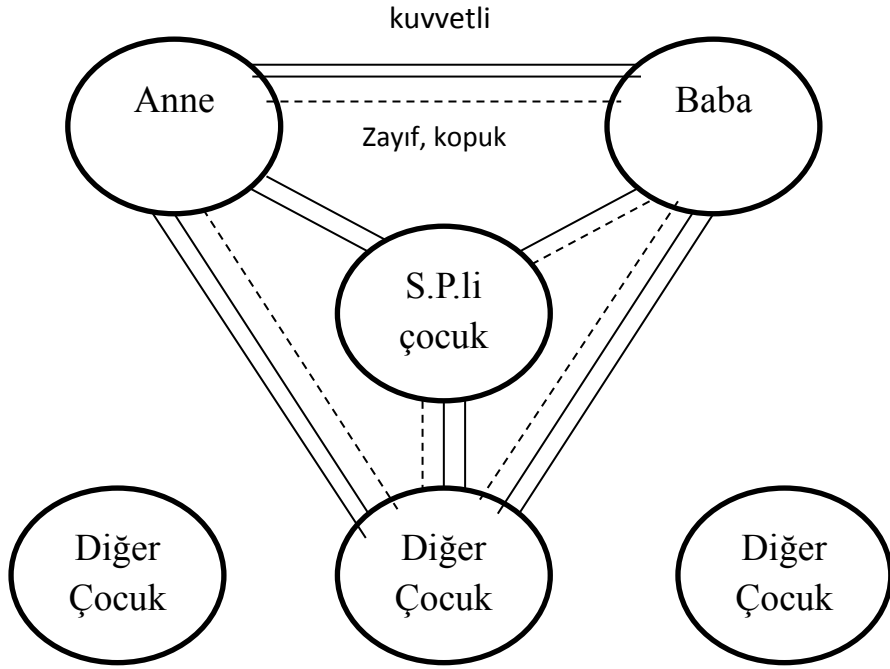 kuvvetli
Anne
Baba
Zayıf, kopuk
S.P.li
çocuk
Diğer
Çocuk
Diğer
Çocuk
Diğer
Çocuk